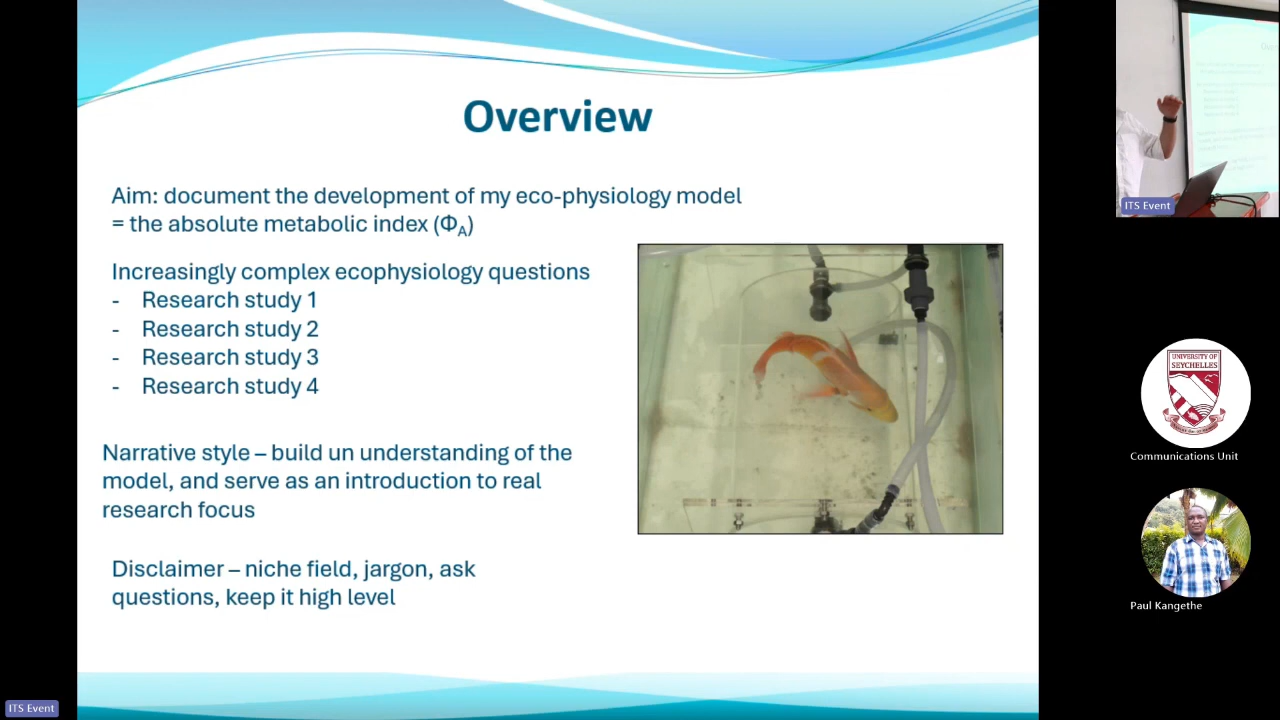 Overview
Aim: document the development of my eco-physiology model
= the absolute metabolic index (ΦA)
Increasingly complex ecophysiology questions
- Research study 1
- Research study 2
- Research study 3
- Research study 4
Narrative style – build un understanding of the
model, and serve as an introduction to real
research focus
Disclaimer – niche field, jargon, ask
questions, keep it high level
ITS Event
ITS Event
UNIVERSITY OF
SEYCHELLES
Communications Unit
Paul Kangethe